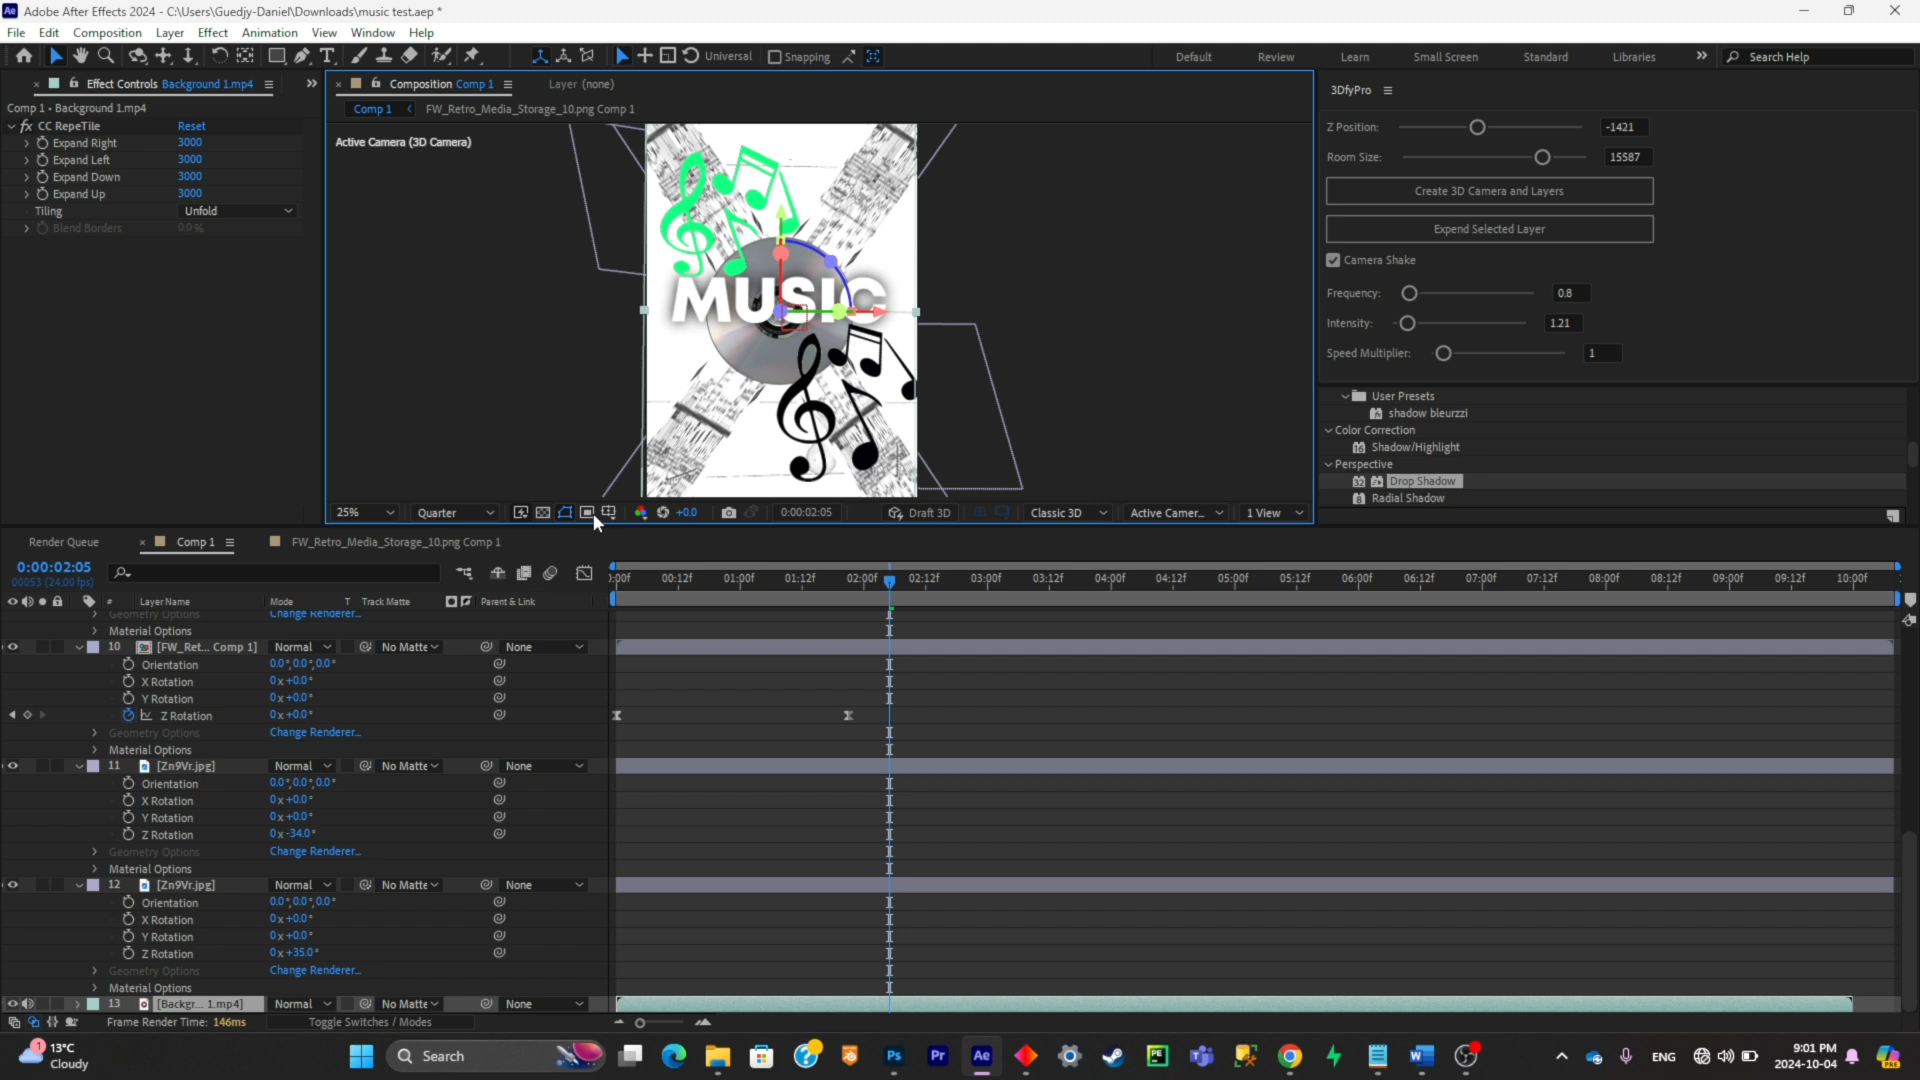 Adobe After Effects 2024 - C:\Users\Guedjy-Daniel\Downloads\music test.aep *
File Edit Composition Layer Effect Animation View Window Help
Universal Snapping Default Review Learn Small Screen Standard Libraries Search Help
Effect Controls Background 1.mp4
Comp 1 • Background 1.mp4
fx CC RepeTile Reset
Expand Right 3000
Expand Left 3000
Expand Down 3000
Expand Up 3000
Tiling Unfold
Blend Borders 0.0 %
Composition Comp 1 Layer (none)
Comp 1 FW_Retro_Media_Storage_10.png Comp 1
Active Camera (3D Camera)
MUSIC
25% Quarter +0.0 0:00:02:05 Draft 3D Classic 3D Active Camer... 1 View
3DfyPro
Z Position: -1421
Room Size: 15587
Create 3D Camera and Layers
Expend Selected Layer
Camera Shake
Frequency: 0.8
Intensity: 1.21
Speed Multiplier: 1
User Presets
shadow bleurzzi
Color Correction
Shadow/Highlight
Perspective
Drop Shadow
Radial Shadow
Render Queue Comp 1 FW_Retro_Media_Storage_10.png Comp 1
0:00:02:05
00053 (24.00 fps)
:00f 00:12f 01:00f 01:12f 02:00f 02:12f 03:00f 03:12f 04:00f 04:12f 05:00f 05:12f 06:00f 06:12f 07:00f 07:12f 08:00f 08:12f 09:00f 09:12f 10:00f
# Layer Name Mode T Track Matte Parent & Link
Geometry Options Change Renderer...
Material Options
10 [FW_Ret... Comp 1] Normal No Matte None
Orientation 0.0°,0.0°,0.0°
X Rotation 0x+0.0°
Y Rotation 0x+0.0°
Z Rotation 0x+0.0°
Geometry Options Change Renderer...
Material Options
11 [Zn9Vr.jpg] Normal No Matte None
Orientation 0.0°,0.0°,0.0°
X Rotation 0x+0.0°
Y Rotation 0x+0.0°
Z Rotation 0x-34.0°
Geometry Options Change Renderer...
Material Options
12 [Zn9Vr.jpg] Normal No Matte None
Orientation 0.0°,0.0°,0.0°
X Rotation 0x+0.0°
Y Rotation 0x+0.0°
Z Rotation 0x+35.0°
Geometry Options Change Renderer...
Material Options
13 [Backgr... 1.mp4] Normal No Matte None
Frame Render Time: 146ms Toggle Switches / Modes
1 13°C
Cloudy
Search
Ps Pr Ae PE W
ENG
9:01 PM
2024-10-04
PRE